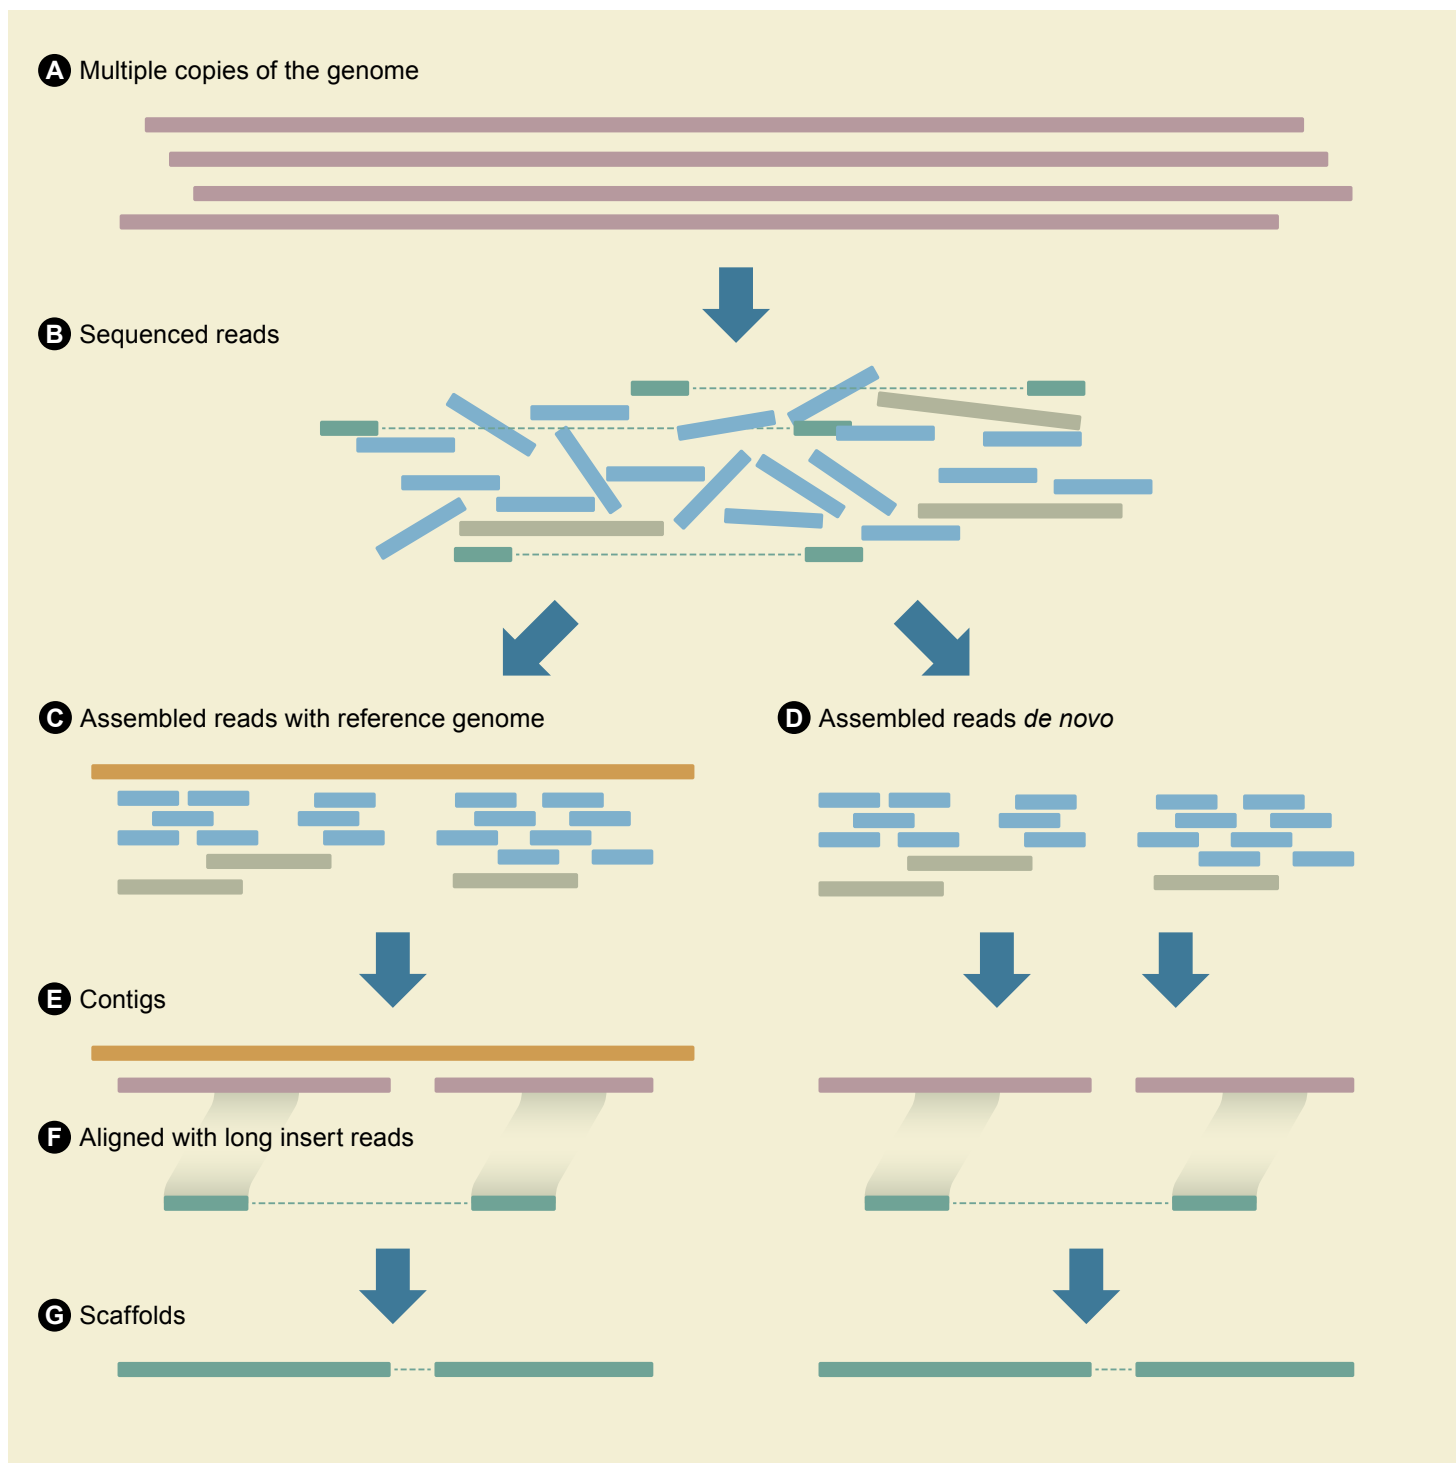 A Multiple copies of the genome
B Sequenced reads
C Assembled reads with reference genome
D Assembled reads de novo
E Contigs
F Aligned with long insert reads
G Scaffolds